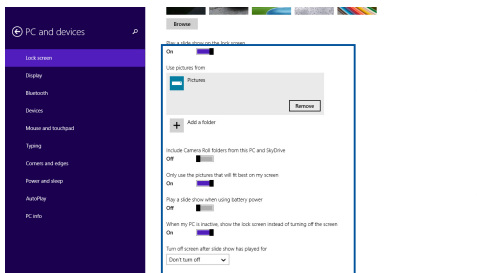 PC and devices
Lock screen
Display
Bluetooth
Devices
Mouse and touchpad
Typing
Corners and edges
Power and sleep
AutoPlay
PC info
Browse
Play a slide show on the lock screen
On
Use pictures from
Pictures
Remove
Add a folder
Include Camera Roll folders from this PC and SkyDrive
Off
Only use the pictures that will fit best on my screen
On
Play a slide show when using battery power
Off
When my PC is inactive, show the lock screen instead of turning off the screen
On
Turn off screen after slide show has played for
Don't turn off